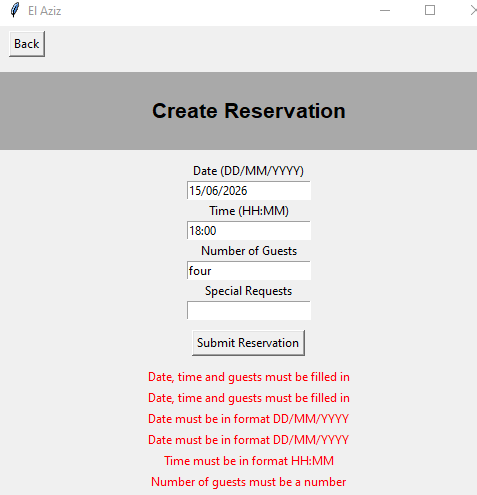 El Aziz
Back
Create Reservation
Date (DD/MM/YYYY)
15/06/2026
Time (HH:MM)
18:00
Number of Guests
four
Special Requests
Submit Reservation
Date, time and guests must be filled in
Date, time and guests must be filled in
Date must be in format DD/MM/YYYY
Date must be in format DD/MM/YYYY
Time must be in format HH:MM
Number of guests must be a number